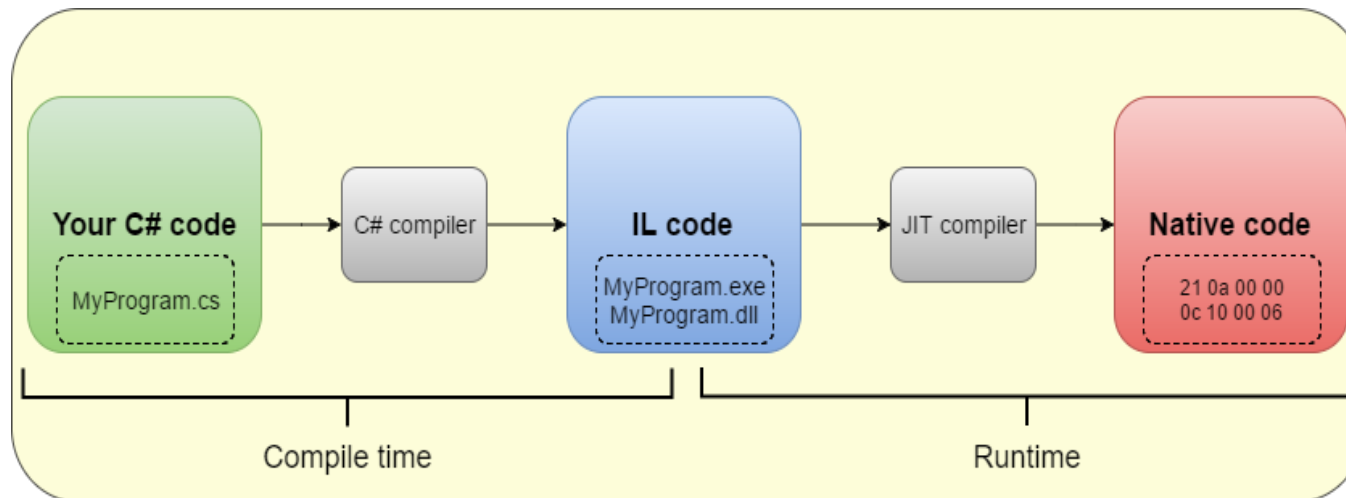 Your C# code
MyProgram.cs
C# compiler
IL code
MyProgram.exe
MyProgram.dll
JIT compiler
Native code
21 0a 00 00
0c 10 00 06
Compile time
Runtime